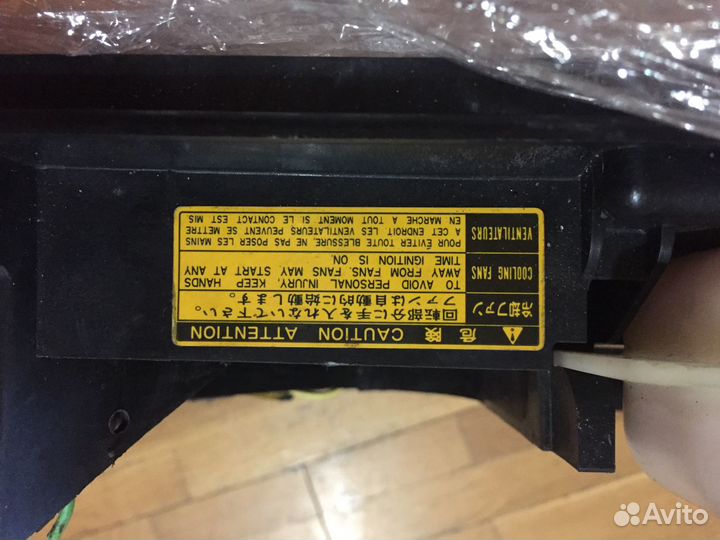 ⚠ 危険 CAUTION ATTENTION
冷却ファン
回転部分に手を入れないで下さい。
ファンは自動的に始動します。
COOLING FANS
TO AVOID PERSONAL INJURY, KEEP HANDS
AWAY FROM FANS. FANS MAY START AT ANY
TIME IGNITION IS ON.
VENTILATEURS
POUR ÉVITER TOUTE BLESSURE, NE PAS POSER LES MAINS
A CET ENDROIT. LES VENTILATEURS PEUVENT SE METTRE
EN MARCHE À TOUT MOMENT SI LE CONTACT EST MIS
Avito